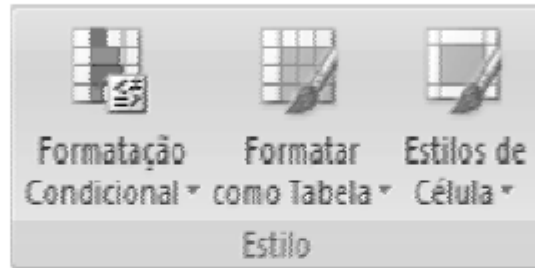 Formatação
Condicional
Formatar
como Tabela
Estilos de
Célula
Estilo